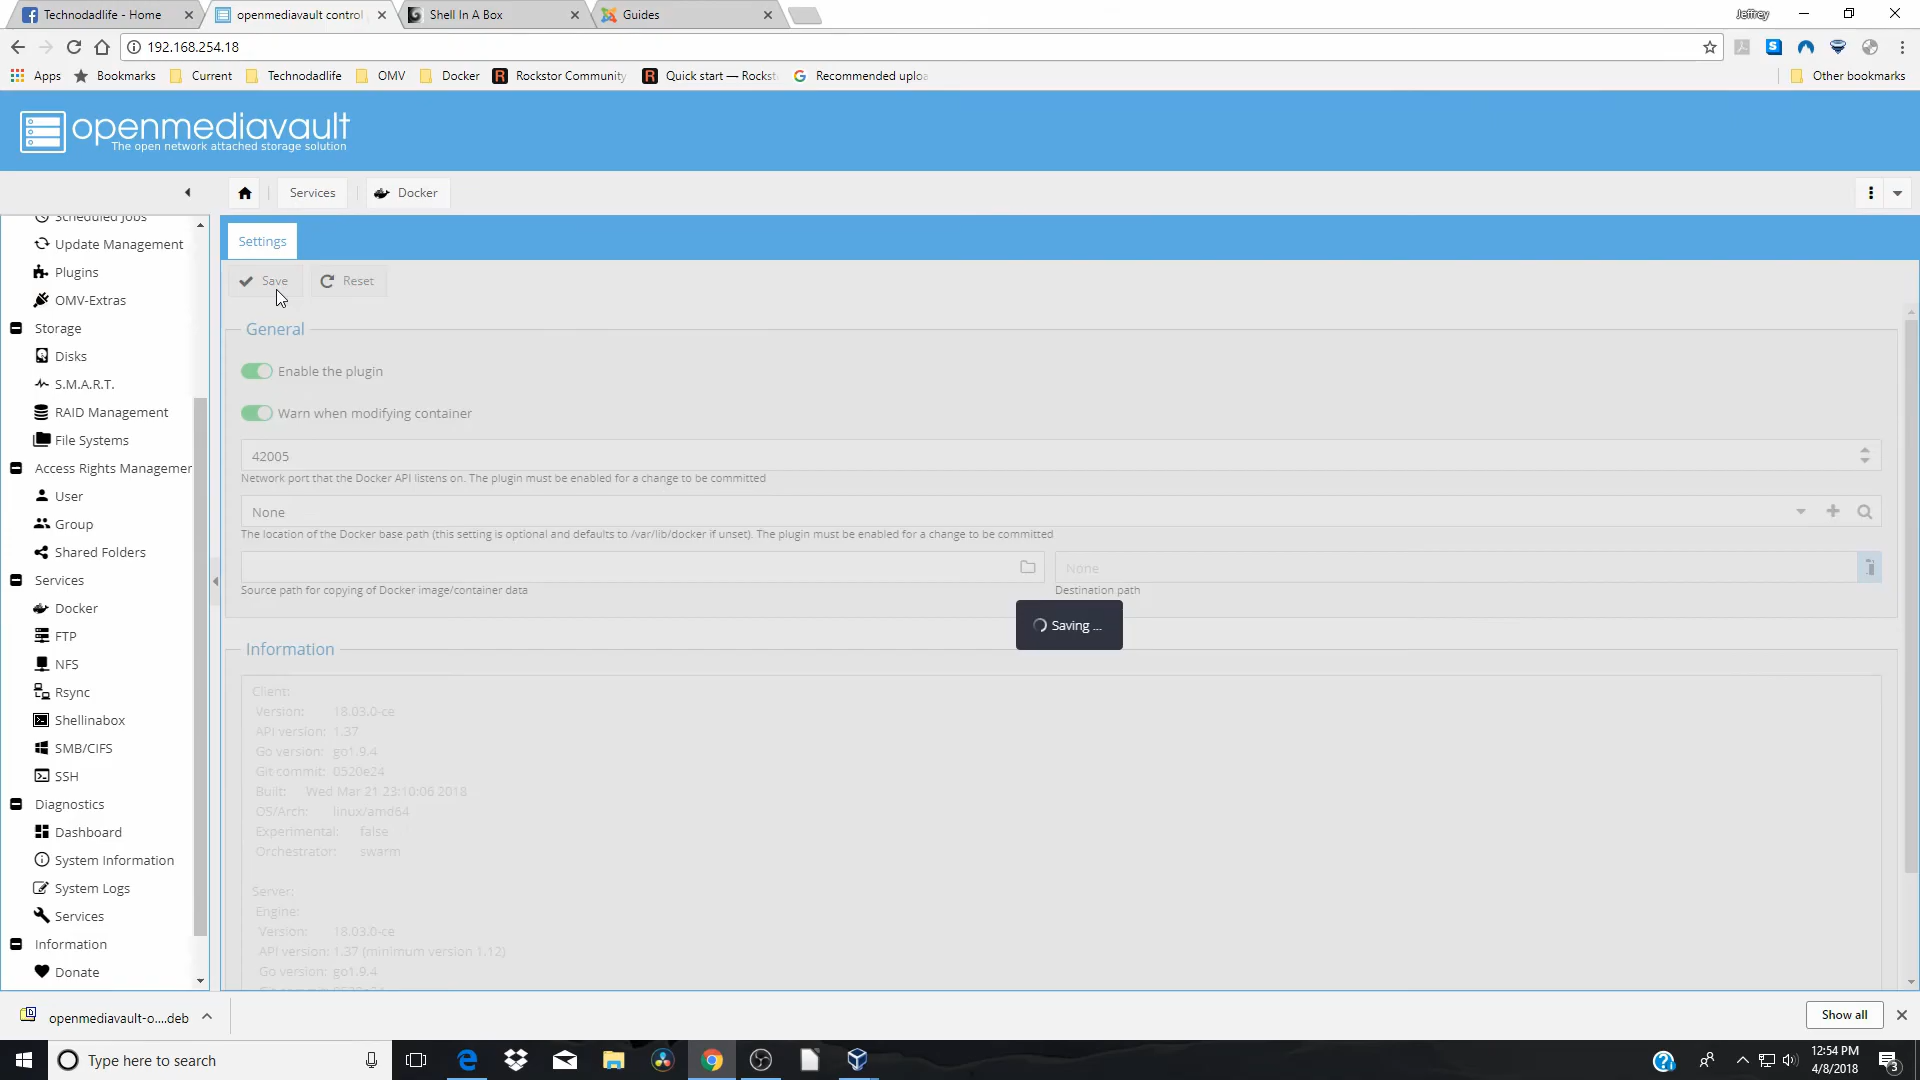 Technodadlife - Home
openmediavault control
Shell In A Box
Guides
Jeffrey
192.168.254.18
Apps
Bookmarks
Current
Technodadlife
OMV
Docker
Rockstor Community
Quick start — Rocksto
Recommended uploa
Other bookmarks
openmediavault
The open network attached storage solution
Services
Docker
Scheduled Jobs
Update Management
Plugins
OMV-Extras
Storage
Disks
S.M.A.R.T.
RAID Management
File Systems
Access Rights Managemen
User
Group
Shared Folders
Services
Docker
FTP
NFS
Rsync
Shellinabox
SMB/CIFS
SSH
Diagnostics
Dashboard
System Information
System Logs
Services
Information
Donate
Settings
Save
Reset
General
Enable the plugin
Warn when modifying container
42005
Network port that the Docker API listens on. The plugin must be enabled for a change to be committed
None
The location of the Docker base path (this setting is optional and defaults to /var/lib/docker if unset). The plugin must be enabled for a change to be committed
None
Source path for copying of Docker image/container data
Destination path
Saving ...
Information
Client:
Version: 18.03.0-ce
API version: 1.37
Go version: go1.9.4
Git commit: 0520e24
Built: Wed Mar 21 23:10:06 2018
OS/Arch: linux/amd64
Experimental: false
Orchestrator: swarm
Server:
Engine:
Version: 18.03.0-ce
API version: 1.37 (minimum version 1.12)
Go version: go1.9.4
openmediavault-o....deb
Show all
Type here to search
12:54 PM
4/8/2018
3